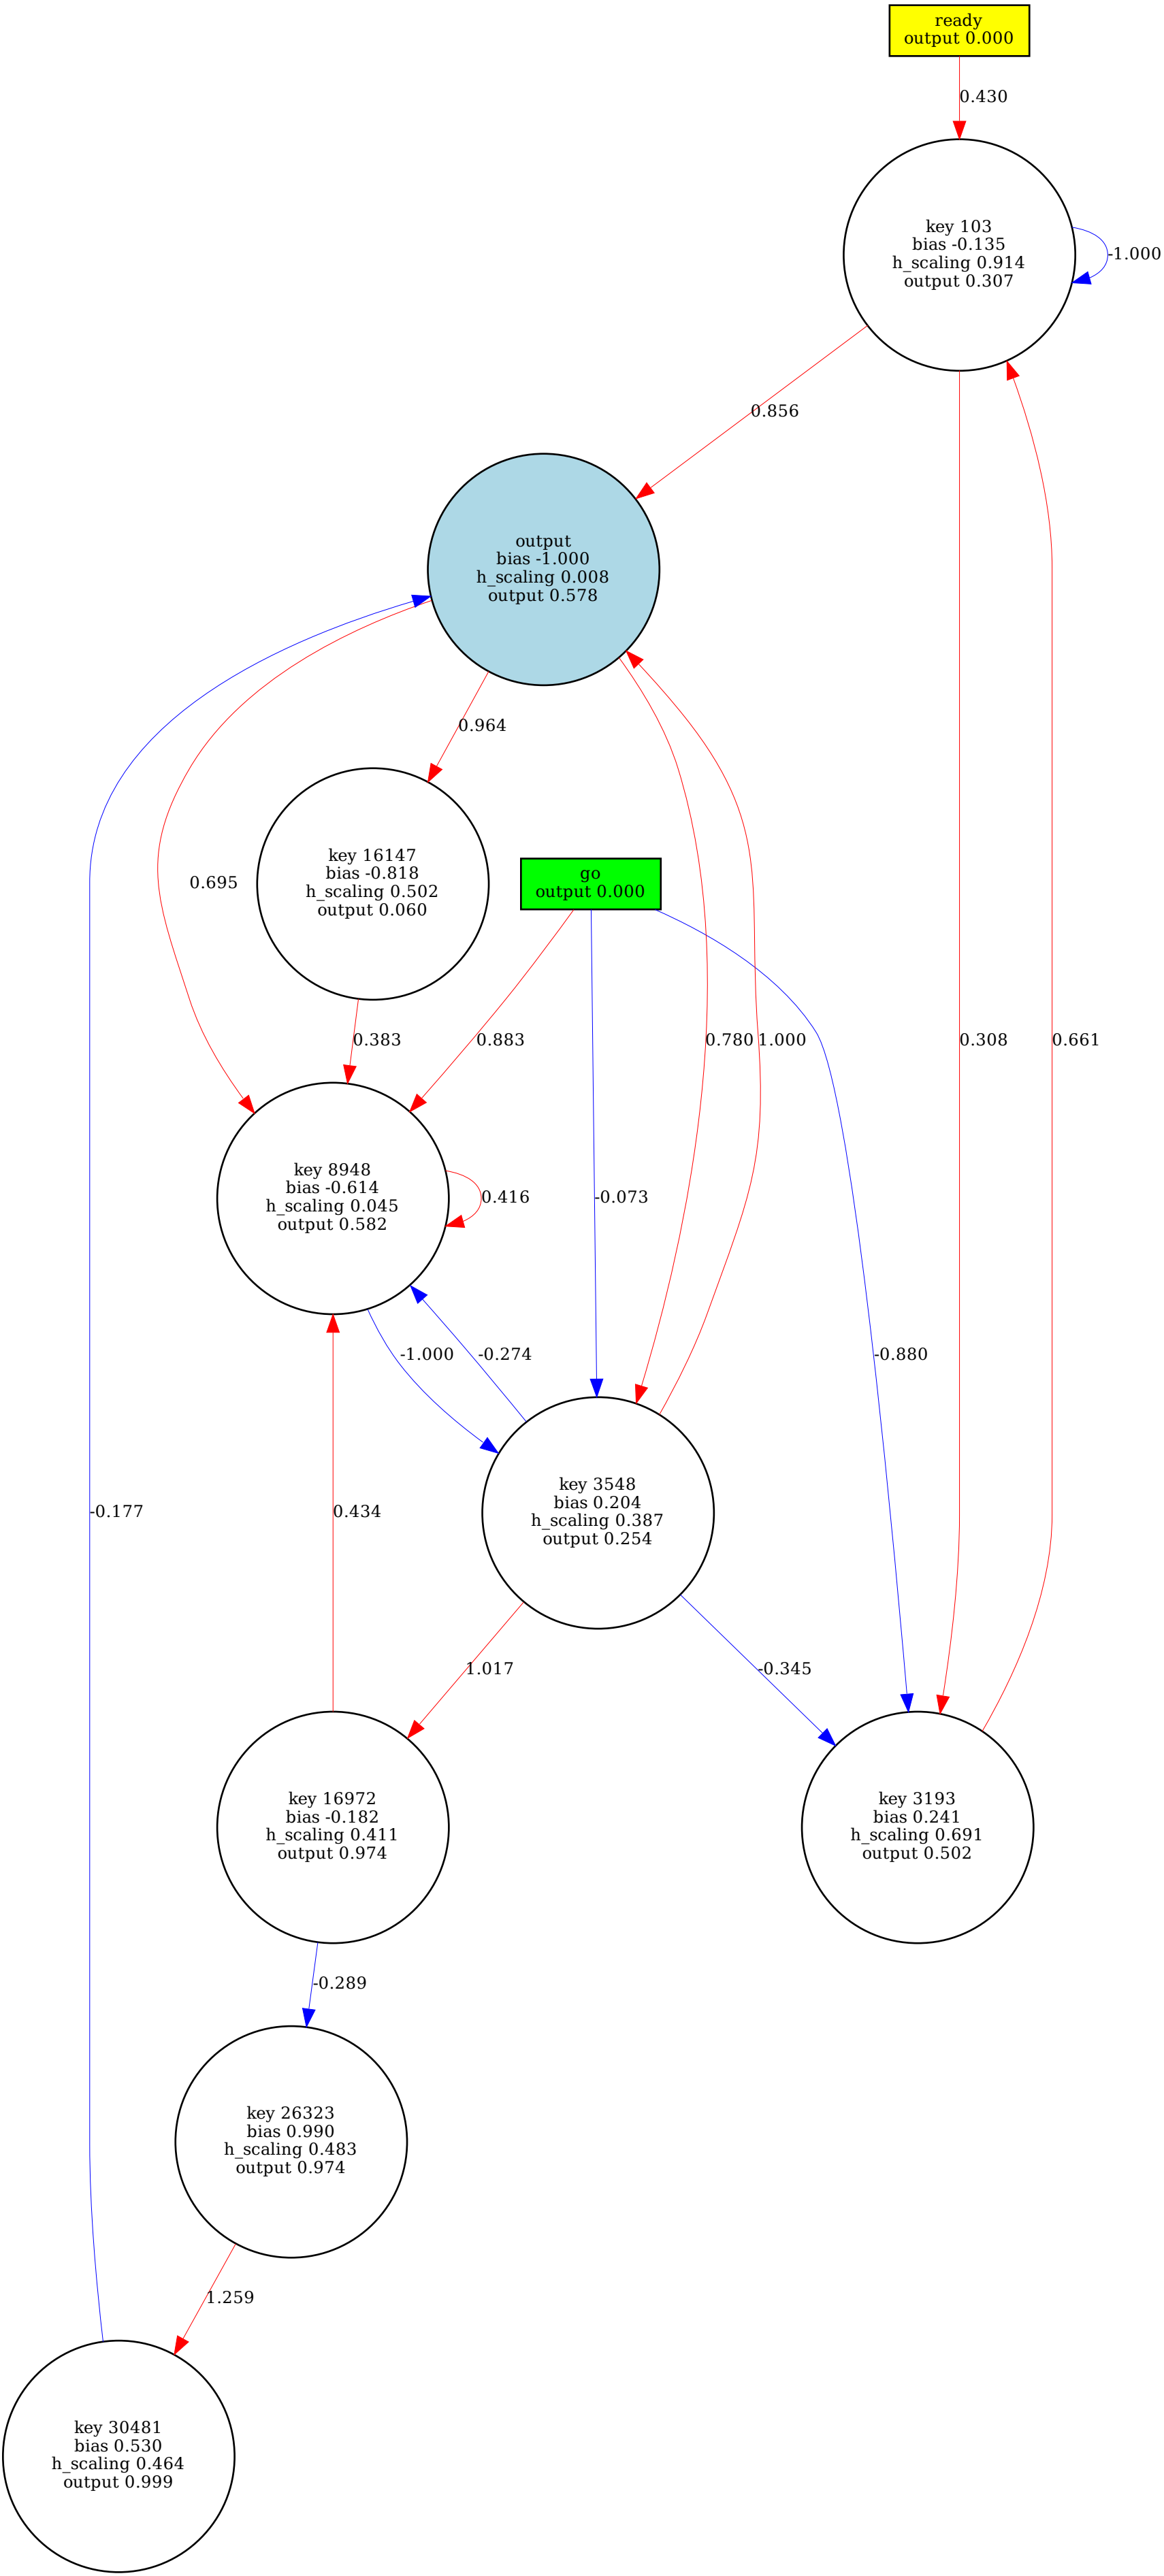 ready
output 0.000
0.430
key 103
bias -0.135
h_scaling 0.914
output 0.307
-1.000
0.856
output
bias -1.000
h_scaling 0.008
output 0.578
0.964
key 16147
bias -0.818
h_scaling 0.502
output 0.060
go
output 0.000
0.695
0.383
0.883
0.780
1.000
0.308
0.661
key 8948
bias -0.614
h_scaling 0.045
output 0.582
0.416
-0.073
-1.000
-0.274
-0.880
key 3548
bias 0.204
h_scaling 0.387
output 0.254
-0.177
0.434
1.017
-0.345
key 16972
bias -0.182
h_scaling 0.411
output 0.974
key 3193
bias 0.241
h_scaling 0.691
output 0.502
-0.289
key 26323
bias 0.990
h_scaling 0.483
output 0.974
1.259
key 30481
bias 0.530
h_scaling 0.464
output 0.999